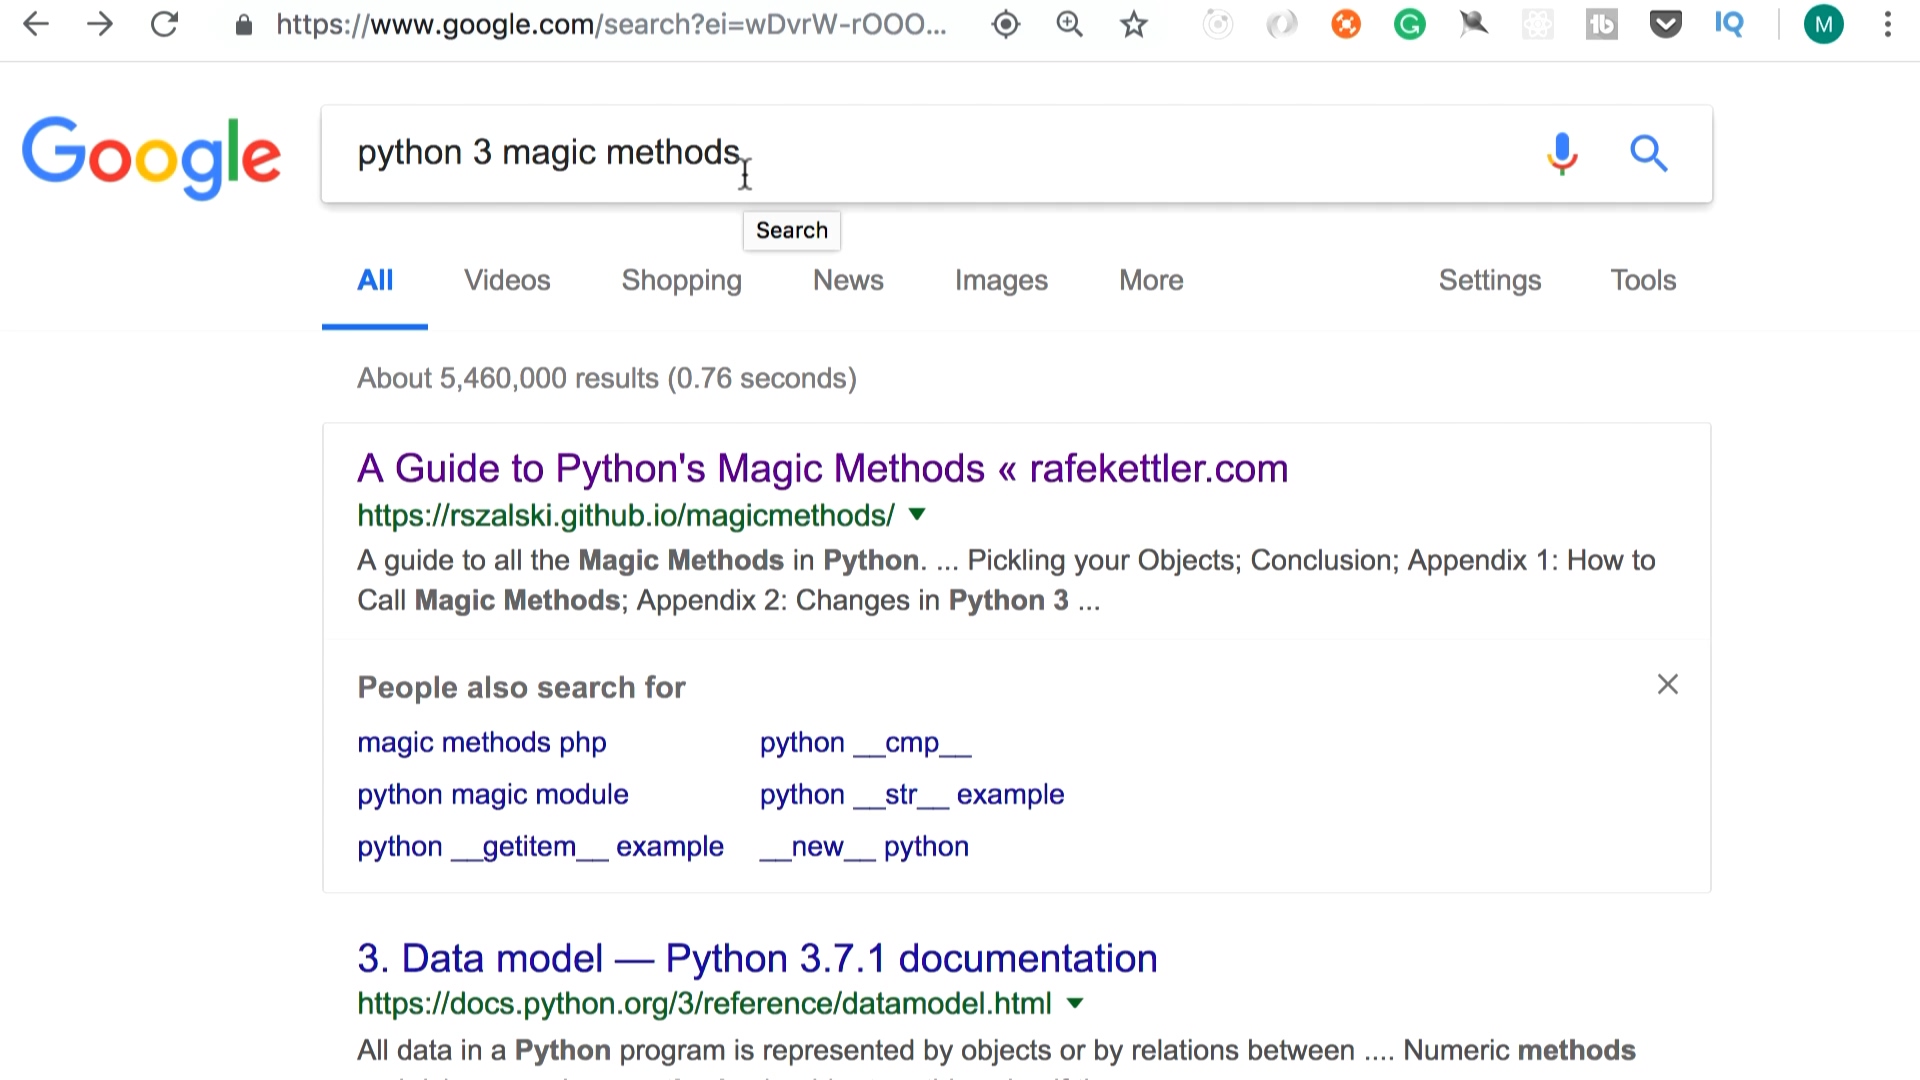 https://www.google.com/search?ei=wDvrW-rOOO...
M
Google
python 3 magic methods
Search
All Videos Shopping News Images More Settings Tools
About 5,460,000 results (0.76 seconds)
A Guide to Python's Magic Methods « rafekettler.com
https://rszalski.github.io/magicmethods/
A guide to all the Magic Methods in Python. ... Pickling your Objects; Conclusion; Appendix 1: How to
Call Magic Methods; Appendix 2: Changes in Python 3 ...
People also search for
magic methods php python __cmp__
python magic module python __str__ example
python __getitem__ example __new__ python
3. Data model — Python 3.7.1 documentation
https://docs.python.org/3/reference/datamodel.html
All data in a Python program is represented by objects or by relations between .... Numeric methods